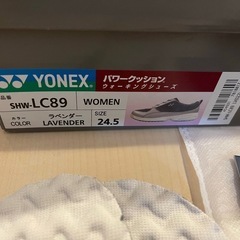 YONEX
パワークッション
ウォーキングシューズ
品番 SHW-LC89 WOMEN
カラー ラベンダー SIZE
COLOR LAVENDER 24.5